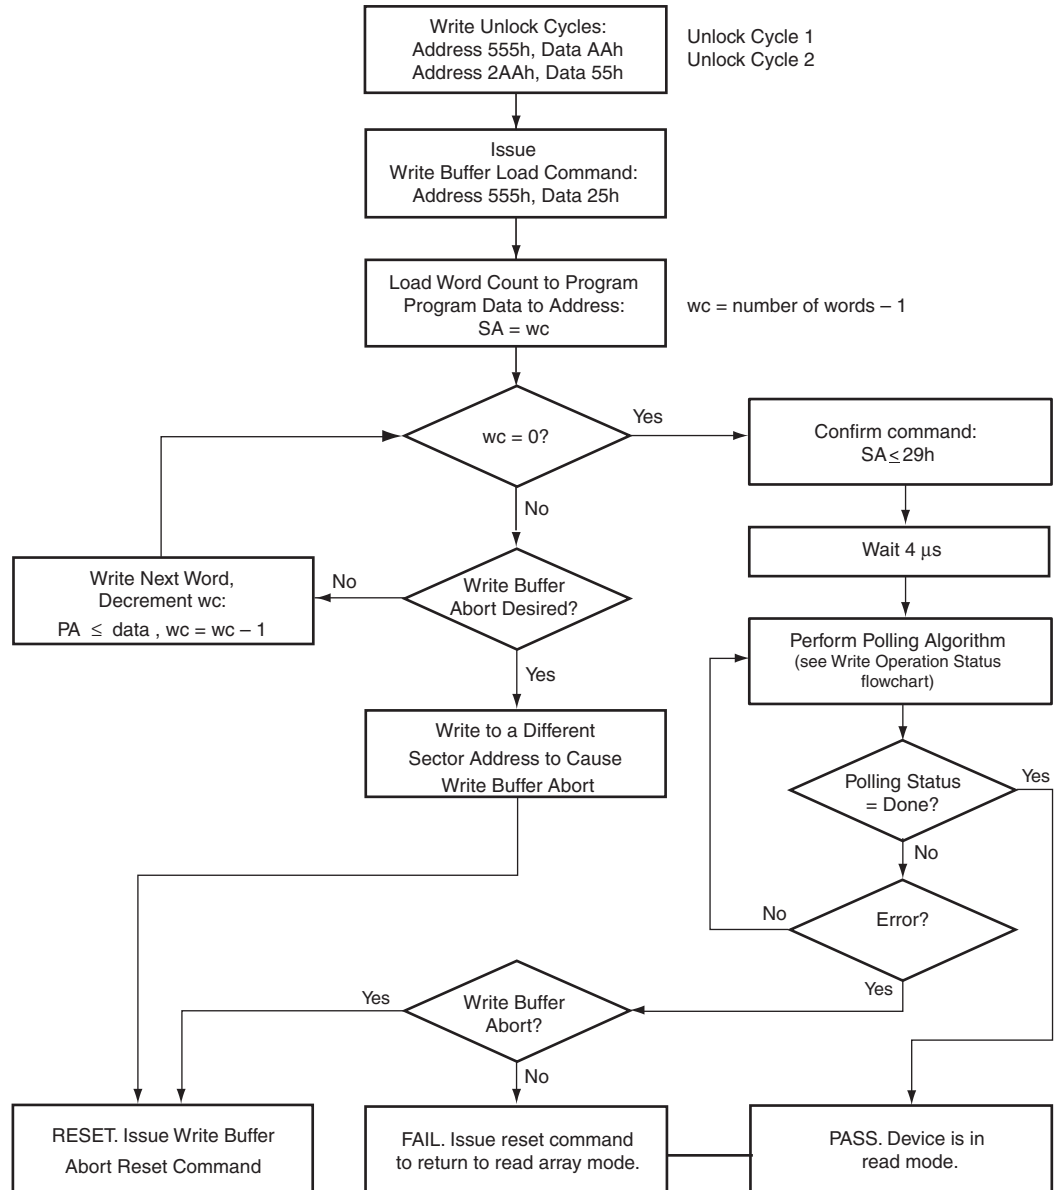 Write Unlock Cycles:
Address 555h, Data AAh
Address 2AAh, Data 55h
Unlock Cycle 1
Unlock Cycle 2
Issue
Write Buffer Load Command:
Address 555h, Data 25h
Load Word Count to Program
Program Data to Address:
SA = wc
wc = number of words – 1
wc = 0?
Yes
Confirm command:
SA ≤ 29h
No
Wait 4 μs
Write Next Word,
Decrement wc:
PA ≤ data , wc = wc – 1
No
Write Buffer
Abort Desired?
Perform Polling Algorithm
(see Write Operation Status
flowchart)
Yes
Write to a Different
Sector Address to Cause
Write Buffer Abort
Polling Status
= Done?
Yes
No
No
Error?
Yes
Yes
Write Buffer
Abort?
No
RESET. Issue Write Buffer
Abort Reset Command
FAIL. Issue reset command
to return to read array mode.
PASS. Device is in
read mode.